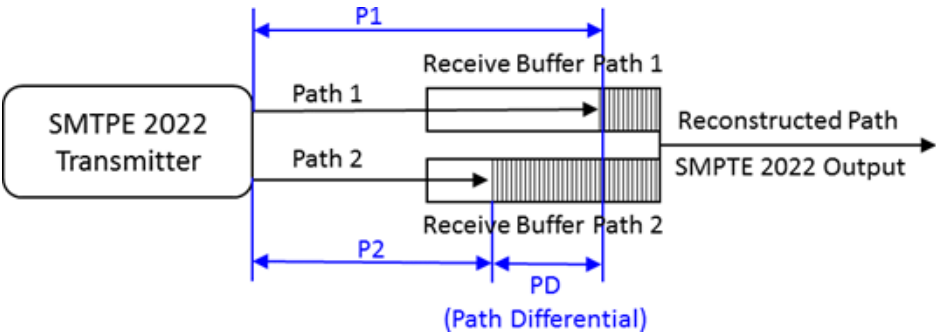 P1
Receive Buffer Path 1
Path 1
SMTPE 2022
Transmitter
Reconstructed Path
Path 2
SMPTE 2022 Output
Receive Buffer Path 2
P2
PD
(Path Differential)